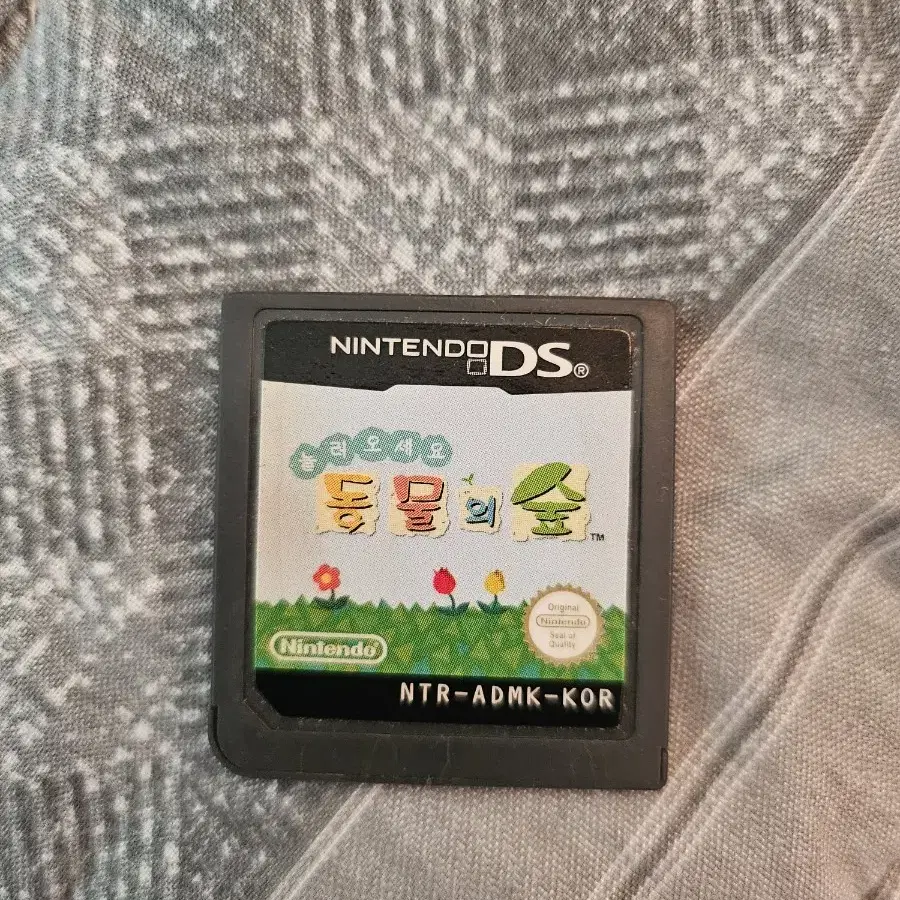 NINTENDO DS®
놀러오세요
동물의 숲™
Original
Nintendo
Seal of
Quality
Nintendo®
NTR-ADMK-KOR